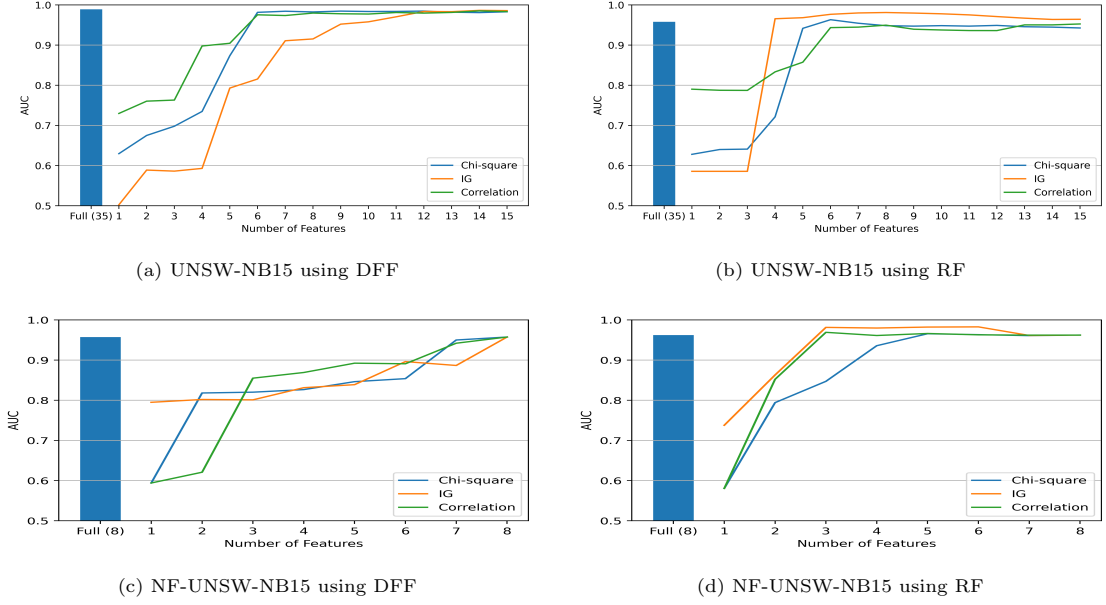 1.0
0.9
0.8
0.7
0.6
0.5
AUC
Chi-square
IG
Correlation
Full (35) 1 2 3 4 5 6 7 8 9 10 11 12 13 14 15
Number of Features
(a) UNSW-NB15 using DFF
1.0
0.9
0.8
0.7
0.6
0.5
AUC
Chi-square
IG
Correlation
Full (35) 1 2 3 4 5 6 7 8 9 10 11 12 13 14 15
Number of Features
(b) UNSW-NB15 using RF
1.0
0.9
0.8
0.7
0.6
0.5
AUC
Chi-square
IG
Correlation
Full (8) 1 2 3 4 5 6 7 8
Number of Features
(c) NF-UNSW-NB15 using DFF
1.0
0.9
0.8
0.7
0.6
0.5
AUC
Chi-square
IG
Correlation
Full (8) 1 2 3 4 5 6 7 8
Number of Features
(d) NF-UNSW-NB15 using RF